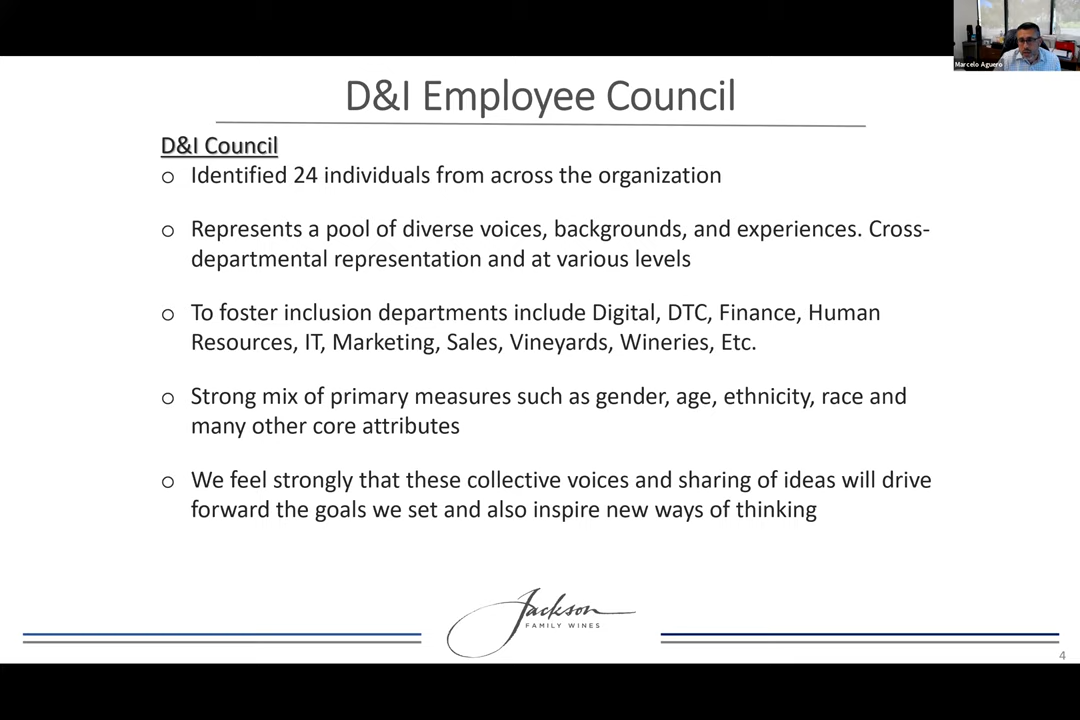 Marcelo Aguero
D&I Employee Council
D&I Council
o Identified 24 individuals from across the organization
o Represents a pool of diverse voices, backgrounds, and experiences. Cross-
departmental representation and at various levels
o To foster inclusion departments include Digital, DTC, Finance, Human
Resources, IT, Marketing, Sales, Vineyards, Wineries, Etc.
o Strong mix of primary measures such as gender, age, ethnicity, race and
many other core attributes
o We feel strongly that these collective voices and sharing of ideas will drive
forward the goals we set and also inspire new ways of thinking
Jackson
FAMILY WINES
4